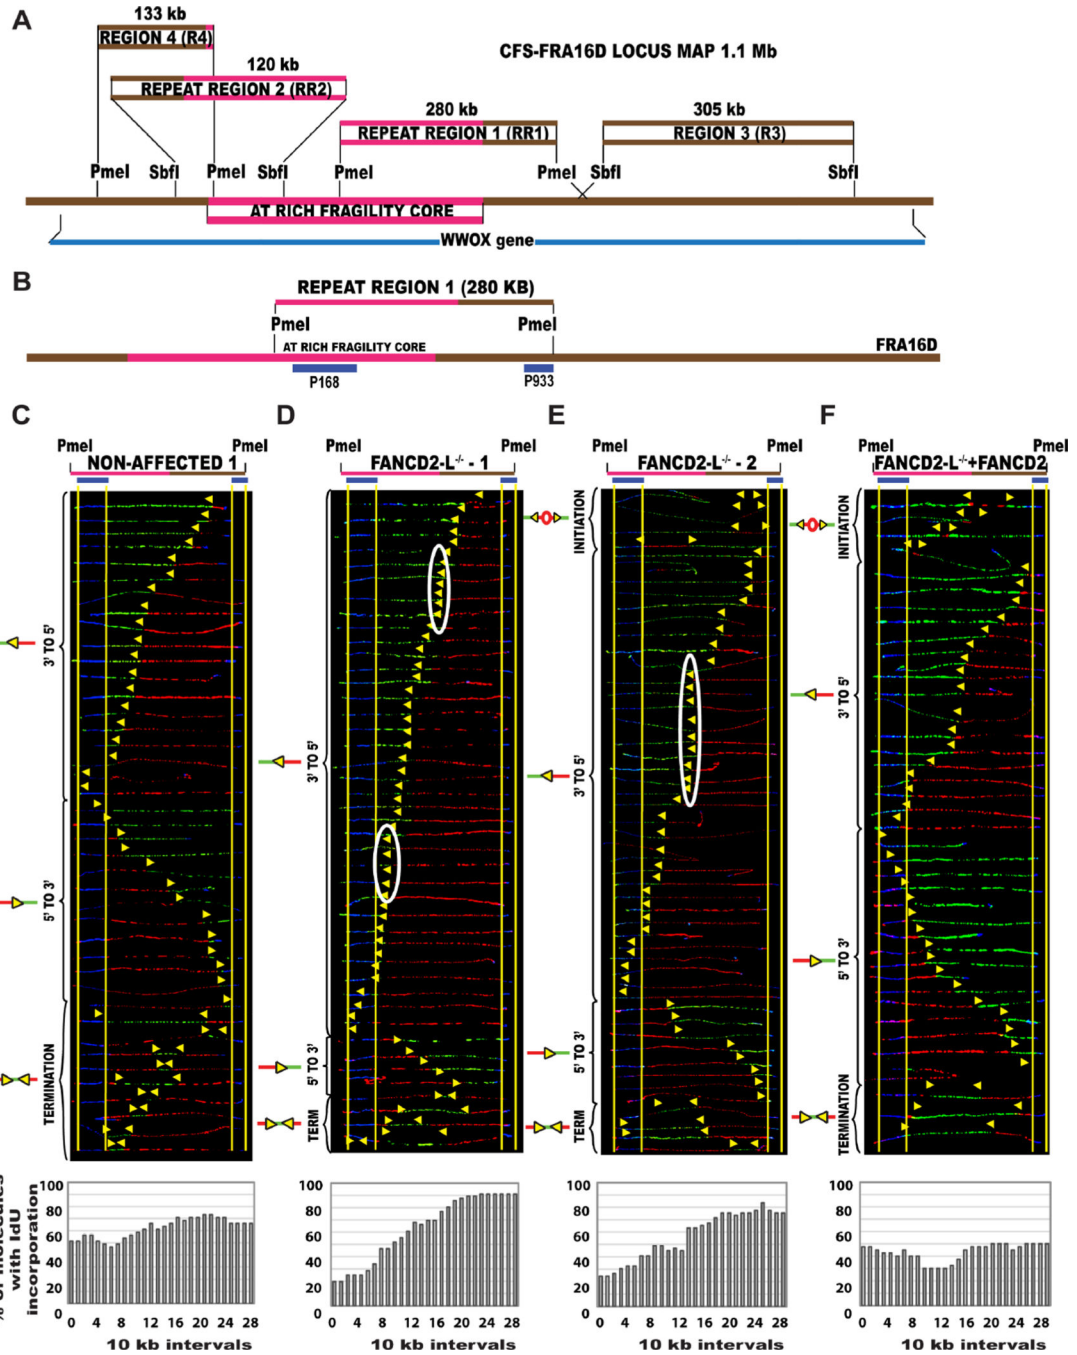 A
133 kb
REGION 4 (R4)
CFS-FRA16D LOCUS MAP 1.1 Mb
120 kb
REPEAT REGION 2 (RR2)
280 kb
305 kb
REPEAT REGION 1 (RR1)
REGION 3 (R3)
PmeI SbfI PmeI SbfI PmeI PmeI SbfI SbfI
AT RICH FRAGILITY CORE
WWOX gene
B
REPEAT REGION 1 (280 KB)
PmeI PmeI
AT RICH FRAGILITY CORE
FRA16D
P168 P933
C
PmeI PmeI
NON-AFFECTED 1
3' TO 5'
5' TO 3'
TERMINATION
D
PmeI PmeI
FANCD2-L-/- - 1
3' TO 5'
5' TO 3'
TERM
E
PmeI PmeI
FANCD2-L-/- - 2
INITIATION
3' TO 5'
5' TO 3'
TERM
F
PmeI PmeI
FANCD2-L-/-+FANCD2
INITIATION
3' TO 5'
5' TO 3'
TERMINATION
% of molecules
with IdU
incorporation
100
80
60
40
20
0
0 4 8 12 16 20 24 28
10 kb intervals
100
80
60
40
20
0
0 4 8 12 16 20 24 28
10 kb intervals
100
80
60
40
20
0
0 4 8 12 16 20 24 28
10 kb intervals
100
80
60
40
20
0
0 4 8 12 16 20 24 28
10 kb intervals